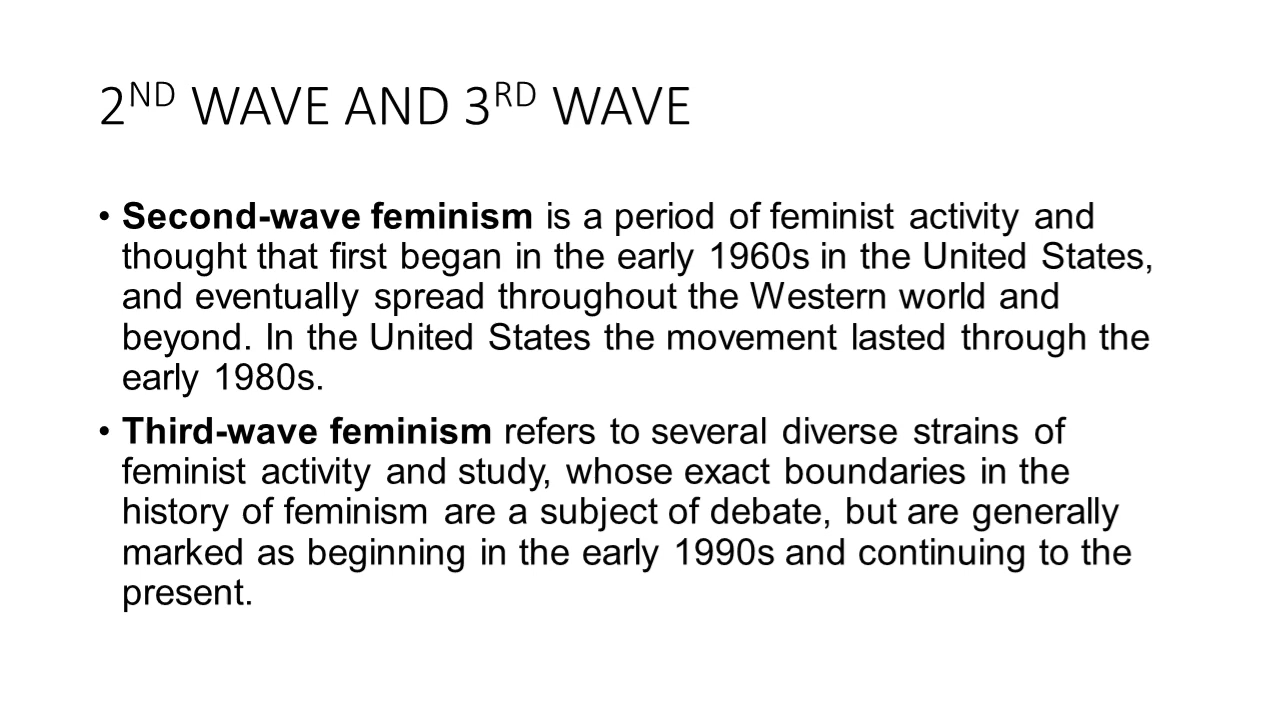 2ND WAVE AND 3RD WAVE
• Second-wave feminism is a period of feminist activity and
thought that first began in the early 1960s in the United States,
and eventually spread throughout the Western world and
beyond. In the United States the movement lasted through the
early 1980s.
• Third-wave feminism refers to several diverse strains of
feminist activity and study, whose exact boundaries in the
history of feminism are a subject of debate, but are generally
marked as beginning in the early 1990s and continuing to the
present.